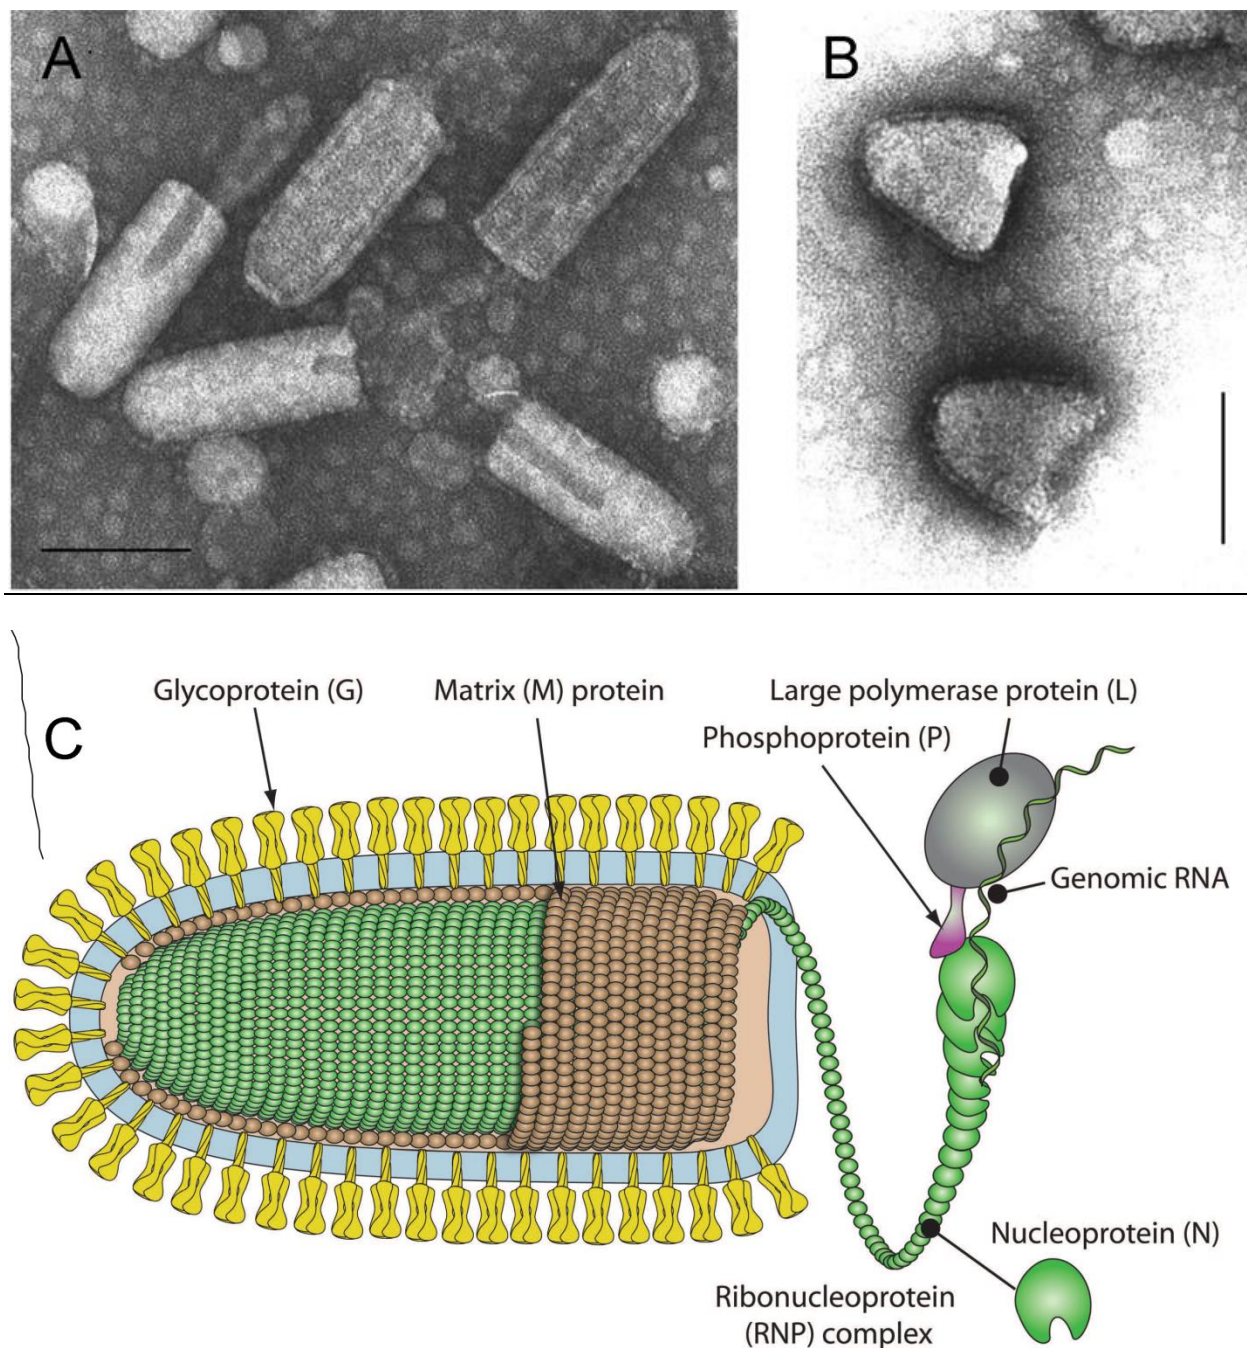 A
B
C
Glycoprotein (G)
Matrix (M) protein
Large polymerase protein (L)
Phosphoprotein (P)
Genomic RNA
Nucleoprotein (N)
Ribonucleoprotein
(RNP) complex